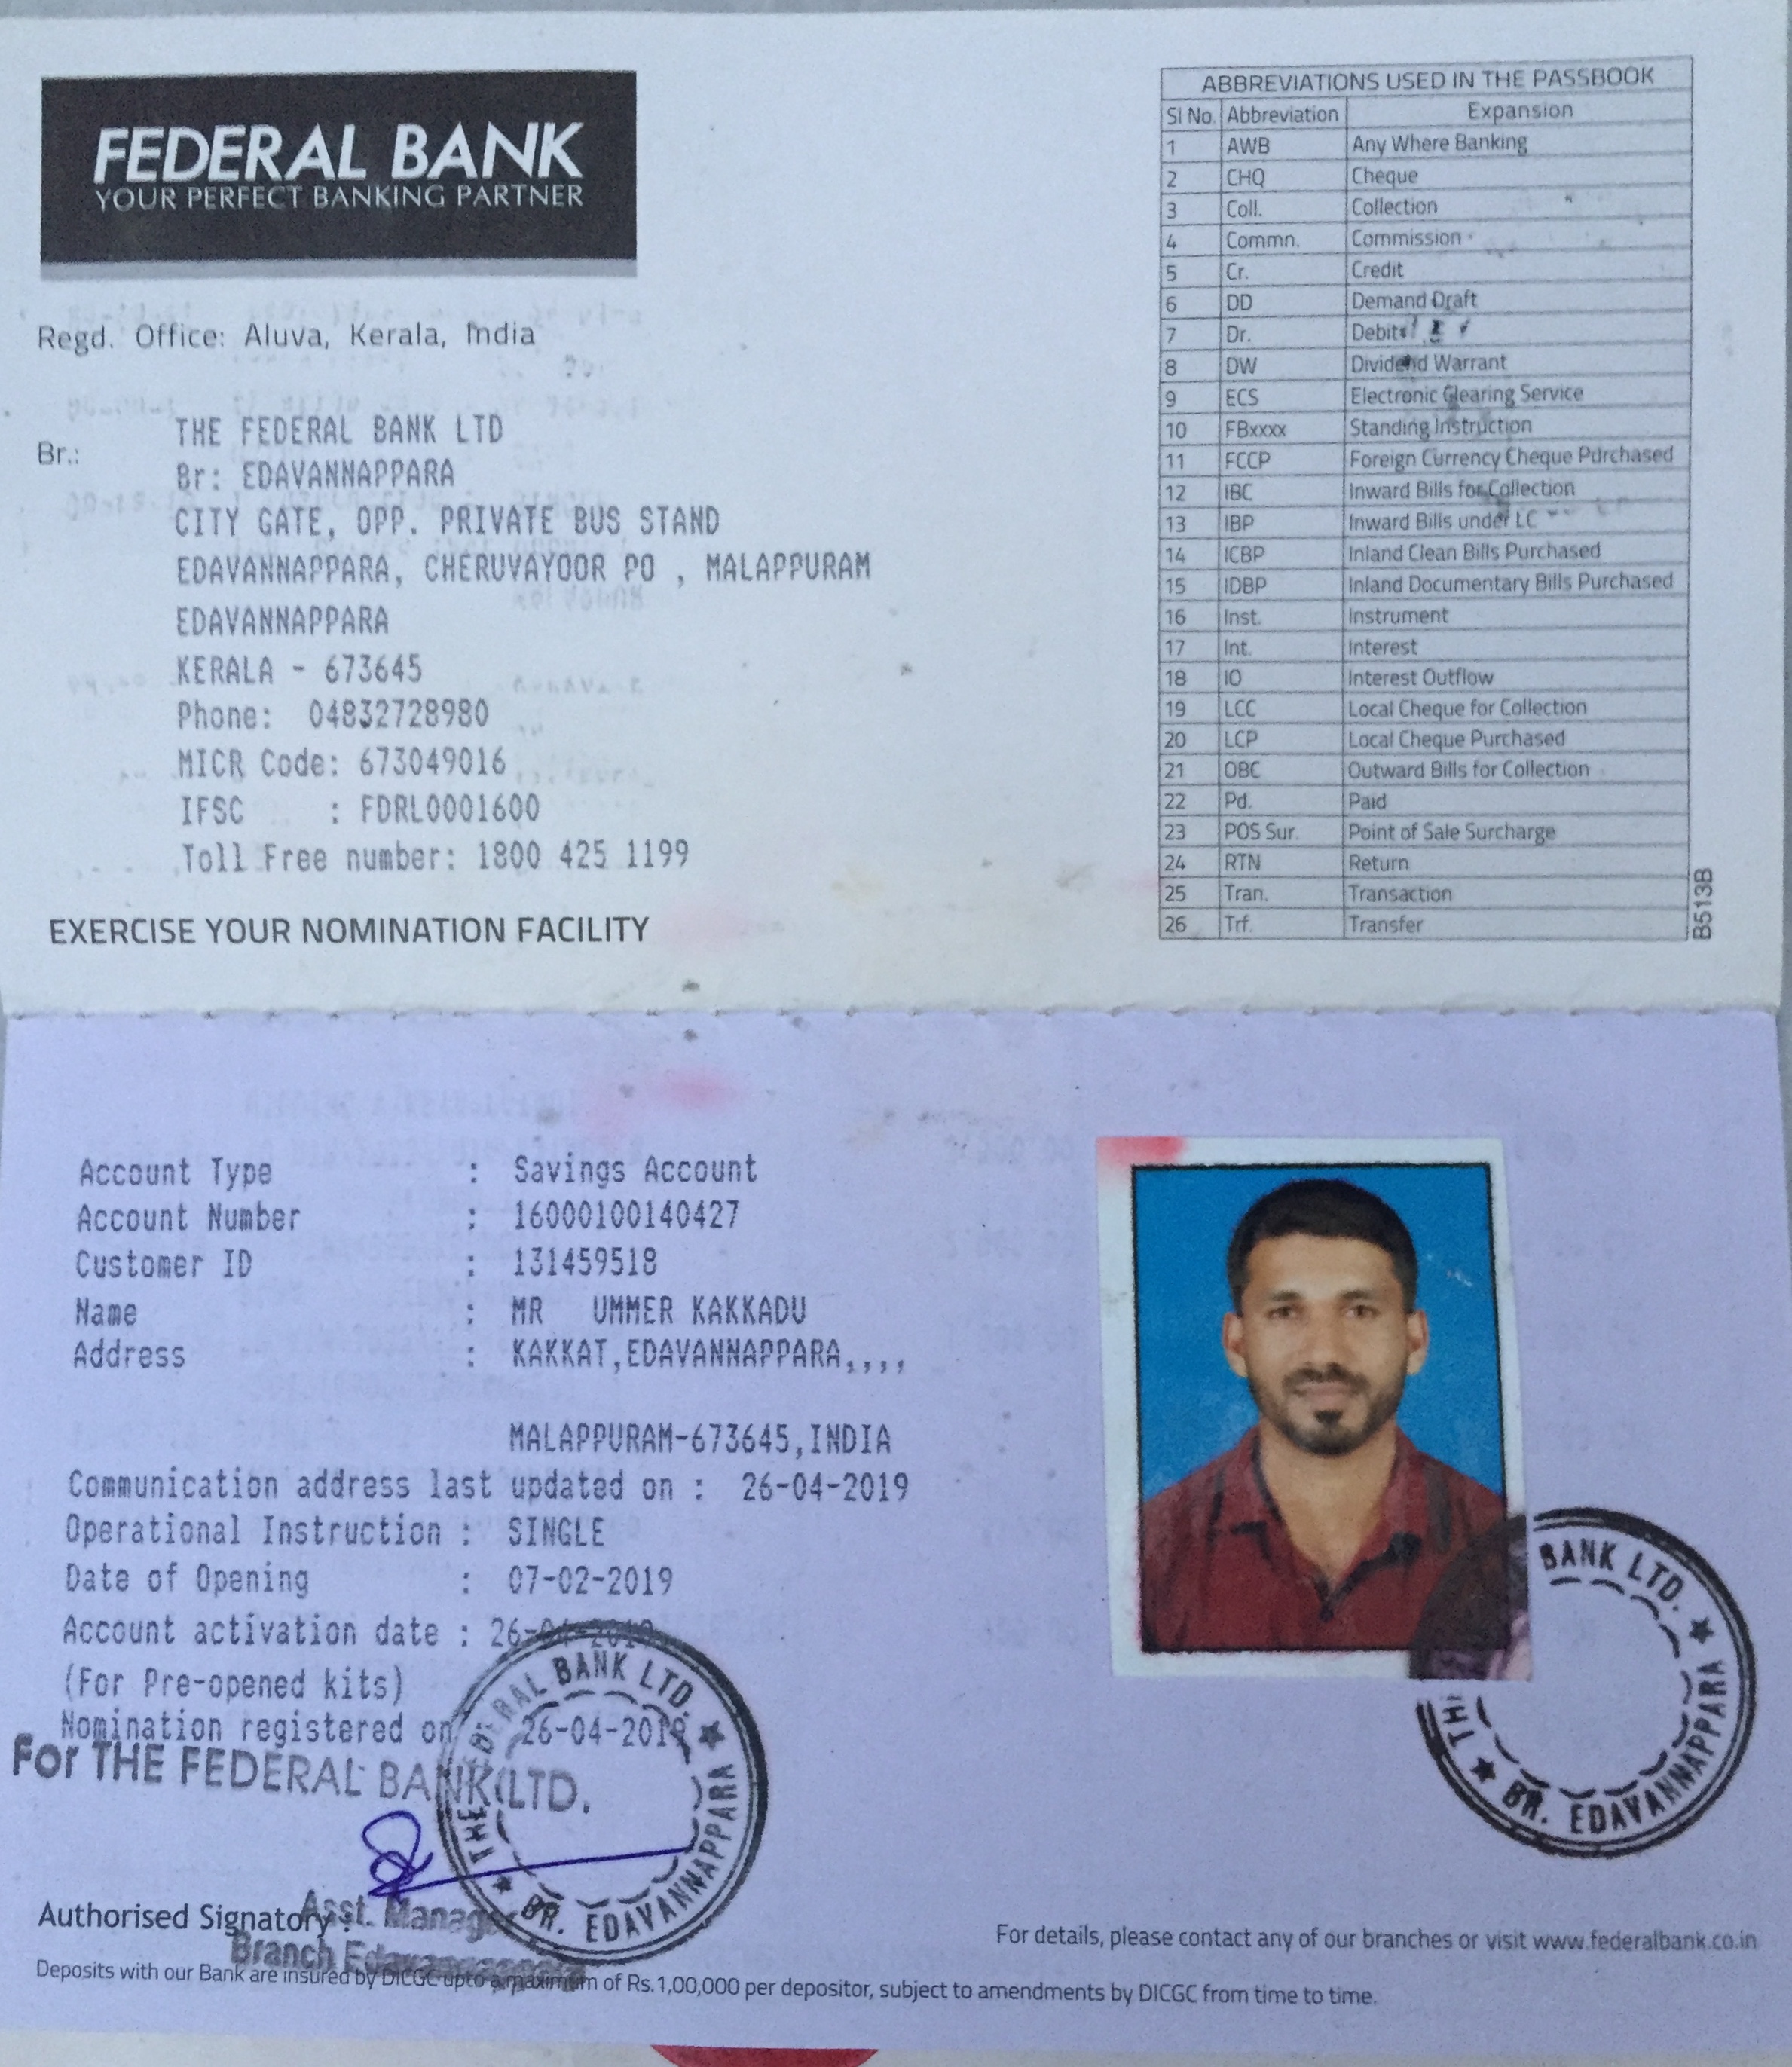 FEDERAL BANK
YOUR PERFECT BANKING PARTNER
Regd. Office: Aluva, Kerala, India
Br.:
THE FEDERAL BANK LTD
Br: EDAVANNAPPARA
CITY GATE, OPP. PRIVATE BUS STAND
EDAVANNAPPARA, CHERUVAYOOR PO , MALAPPURAM
EDAVANNAPPARA
KERALA - 673645
Phone: 04832728980
MICR Code: 673049016
IFSC : FDRL0001600
Toll Free number: 1800 425 1199
EXERCISE YOUR NOMINATION FACILITY
ABBREVIATIONS USED IN THE PASSBOOK
Sl No. Abbreviation Expansion
1 AWB Any Where Banking
2 CHQ Cheque
3 Coll. Collection
4 Commn. Commission
5 Cr. Credit
6 DD Demand Draft
7 Dr. Debit
8 DW Dividend Warrant
9 ECS Electronic Clearing Service
10 FBxxxx Standing Instruction
11 FCCP Foreign Currency Cheque Purchased
12 IBC Inward Bills for Collection
13 IBP Inward Bills under LC
14 ICBP Inland Clean Bills Purchased
15 IDBP Inland Documentary Bills Purchased
16 Inst. Instrument
17 Int. Interest
18 IO Interest Outflow
19 LCC Local Cheque for Collection
20 LCP Local Cheque Purchased
21 OBC Outward Bills for Collection
22 Pd. Paid
23 POS Sur. Point of Sale Surcharge
24 RTN Return
25 Tran. Transaction
26 Trf. Transfer
B513B
Account Type : Savings Account
Account Number : 16000100140427
Customer ID : 131459518
Name : MR UMMER KAKKADU
Address : KAKKAT,EDAVANNAPPARA,,,,
MALAPPURAM-673645,INDIA
Communication address last updated on : 26-04-2019
Operational Instruction : SINGLE
Date of Opening : 07-02-2019
Account activation date : 26-04-2019
(For Pre-opened kits)
Nomination registered on : 26-04-2019
For THE FEDERAL BANK LTD.
THE FEDERAL BANK LTD. ★ BR. EDAVANNAPPARA ★
BANK LTD. ★ BR. EDAVANNAPPARA ★ TH
Authorised Signatory :
Asst. Manager
Branch
For details, please contact any of our branches or visit www.federalbank.co.in
Deposits with our Bank are insured by DICGC upto a maximum of Rs.1,00,000 per depositor, subject to amendments by DICGC from time to time.